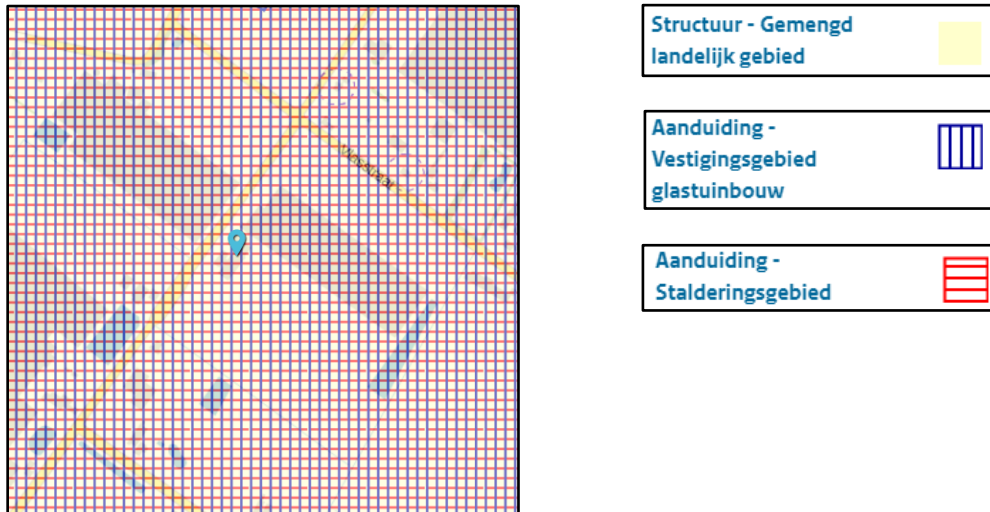 Structuur - Gemengd
landelijk gebied
Aanduiding -
Vestigingsgebied
glastuinbouw
Aanduiding -
Stalderingsgebied